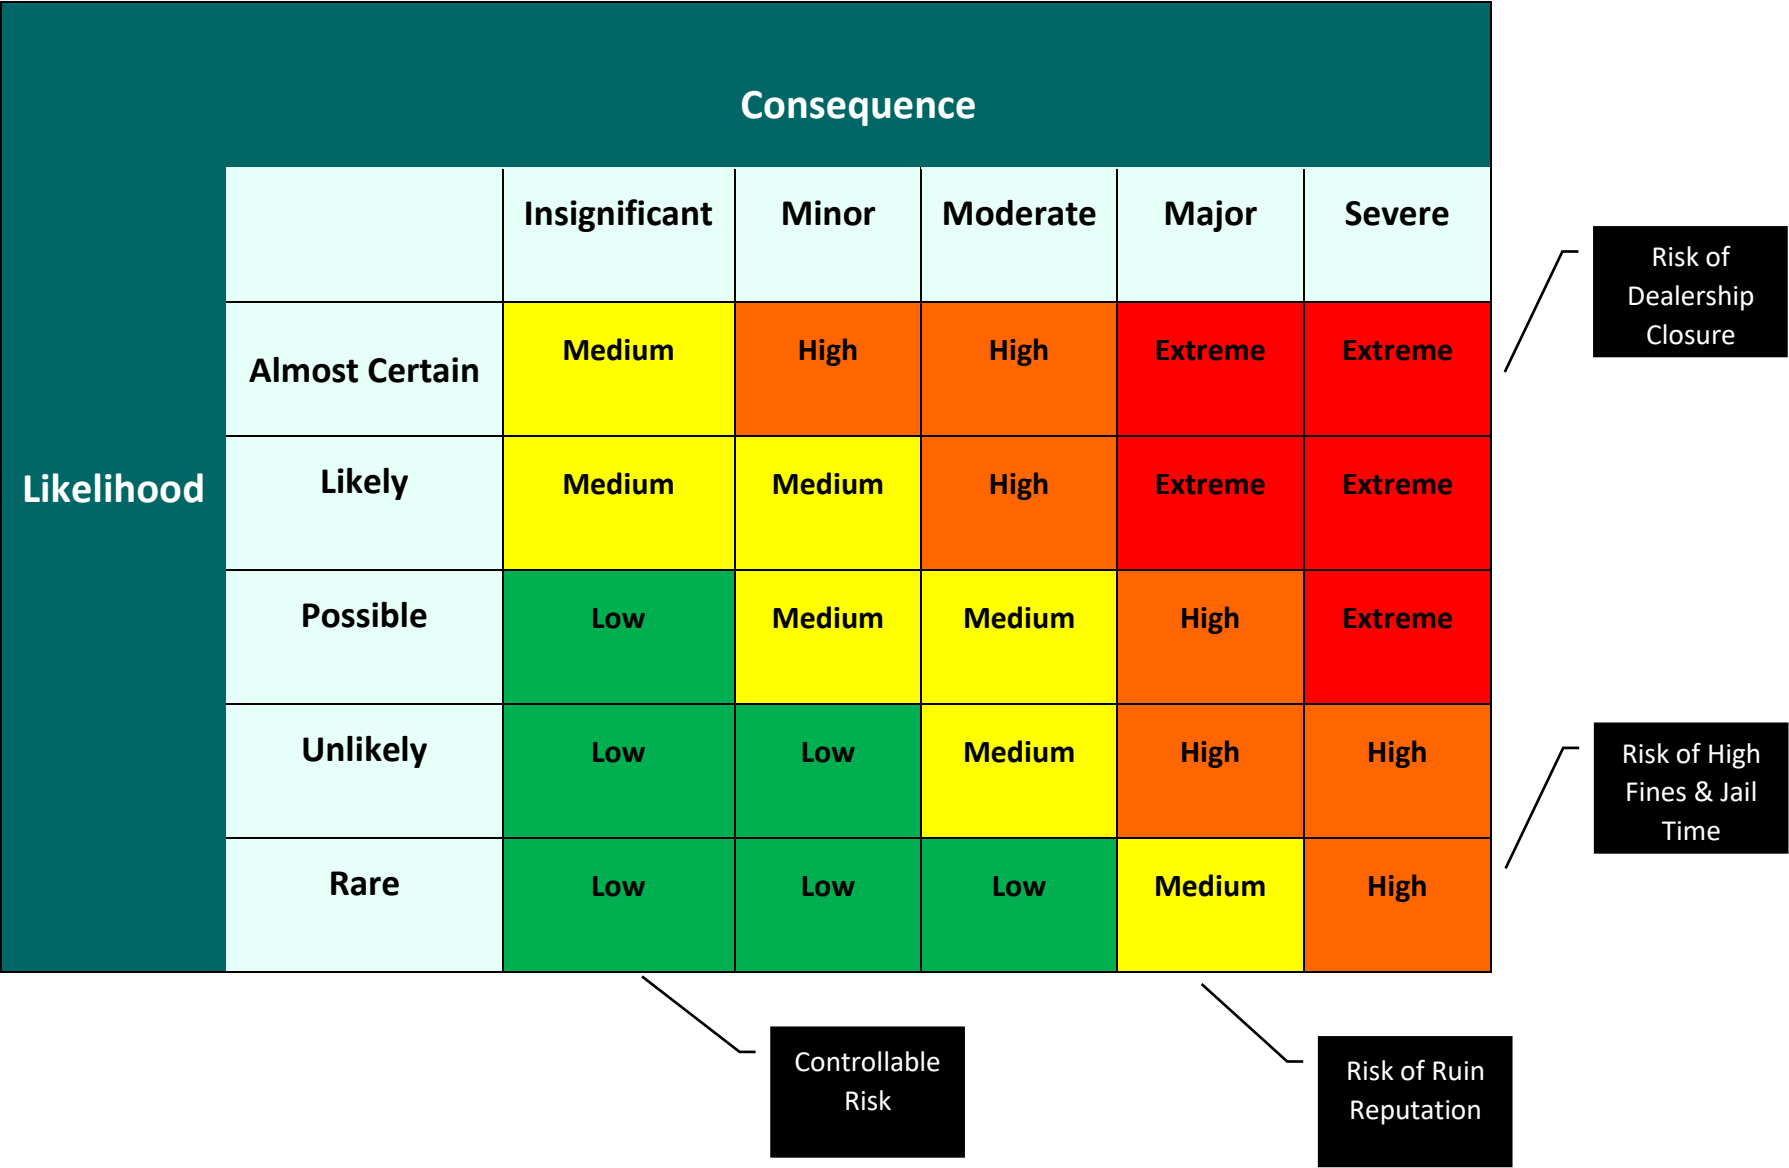 Consequence
Insignificant Minor Moderate Major Severe
Risk of
Dealership
Closure
Almost Certain Medium High High Extreme Extreme
Likelihood
Likely Medium Medium High Extreme Extreme
Possible Low Medium Medium High Extreme
Unlikely Low Low Medium High High
Risk of High
Fines & Jail
Time
Rare Low Low Low Medium High
Controllable
Risk
Risk of Ruin
Reputation